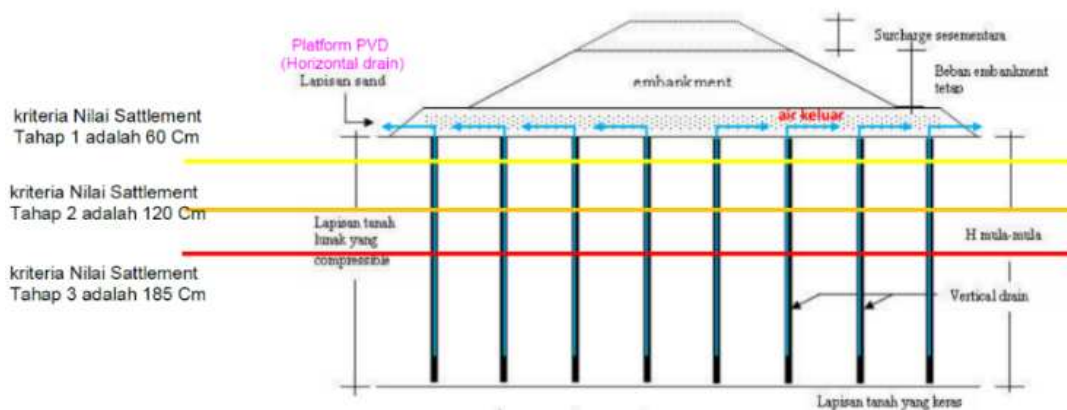 Platform PVD
(Horizontal drain)
Lapisan sand
Surcharge sesementara
embankment
Beban embankment
tetap
air keluar
kriteria Nilai Sattlement
Tahap 1 adalah 60 Cm
kriteria Nilai Sattlement
Tahap 2 adalah 120 Cm
Lapisan tanah
lunak yang
compressible
H mula-mula
kriteria Nilai Sattlement
Tahap 3 adalah 185 Cm
Vertical drain
Lapisan tanah yang keras